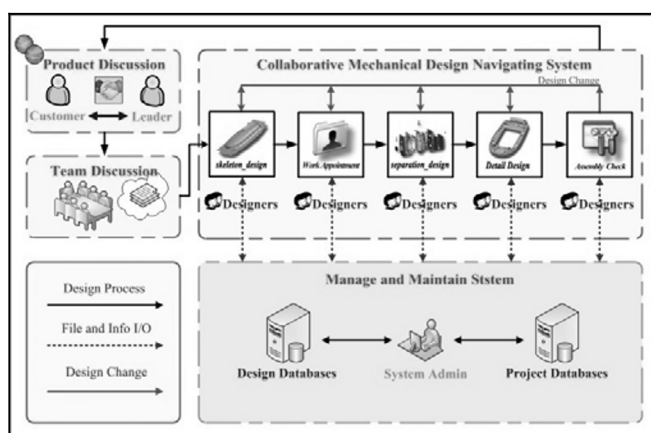 Product Discussion
Customer
Leader
Team Discussion
Collaborative Mechanical Design Navigating System
Design Change
skeleton_design
Work Appointment
separation_design
Detail Design
Assembly Check
Designers
Designers
Designers
Designers
Designers
Design Process
File and Info I/O
Design Change
Manage and Maintain Ststem
Design Databases
System Admin
Project Databases